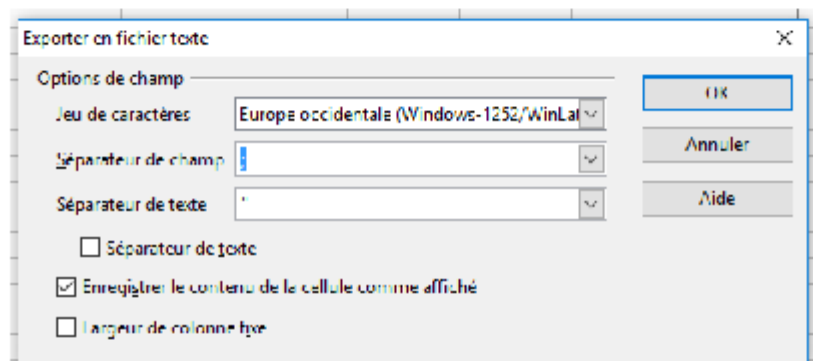 Exporter en fichier texte
Options de champ
Jeu de caractères Europe occidentale (Windows-1252/WinLat
Séparateur de champ ;
Séparateur de texte "
Séparateur de texte
Enregistrer le contenu de la cellule comme affiché
Largeur de colonne fixe
OK
Annuler
Aide